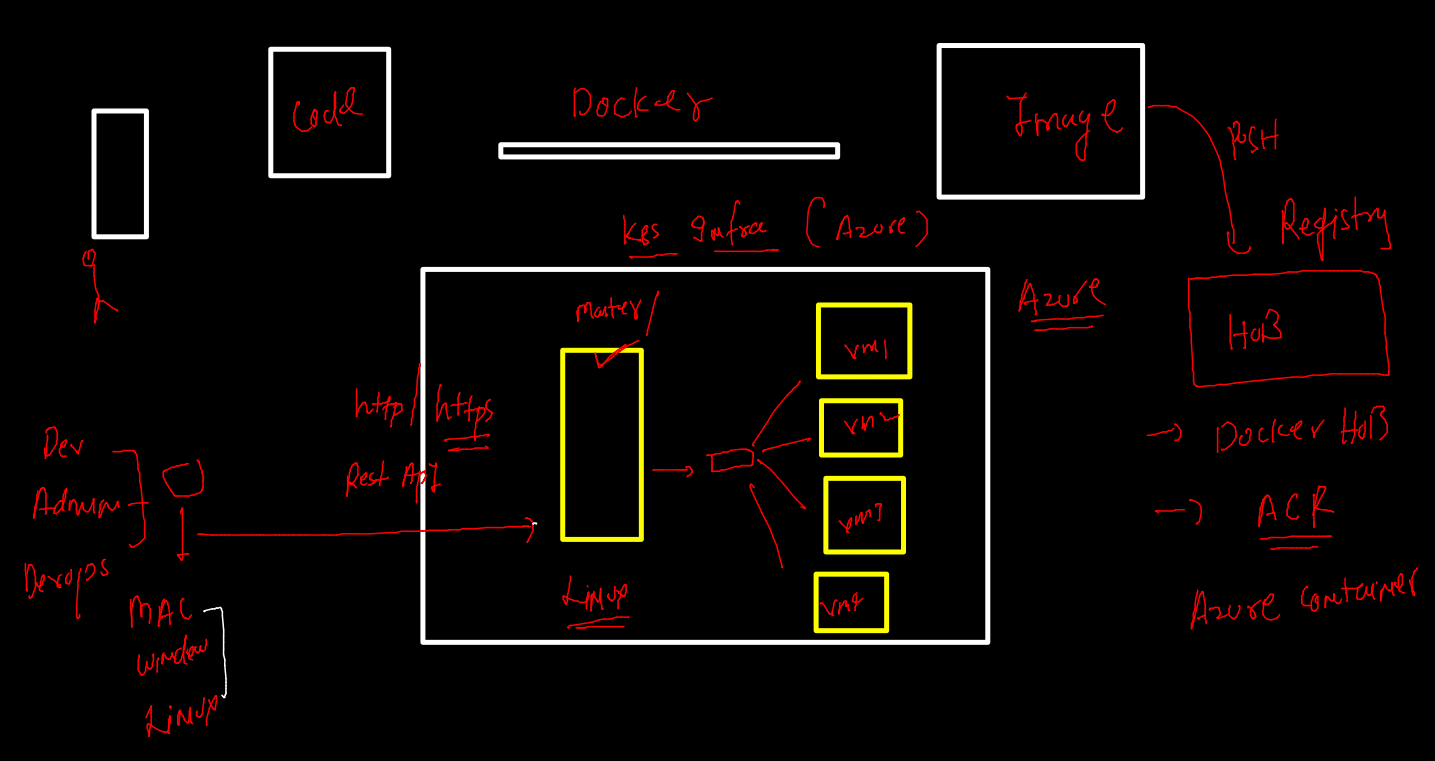 Code
Docker
Image
PUSH
Registry
K8s Infra (Azure)
Azure
HUB
master
vm1
vm2
vm3
vm4
Linux
http/https
Rest Api
Dev
Admin
Devops
MAC
Window
Linux
→ Docker HUB
→ ACR
Azure Container